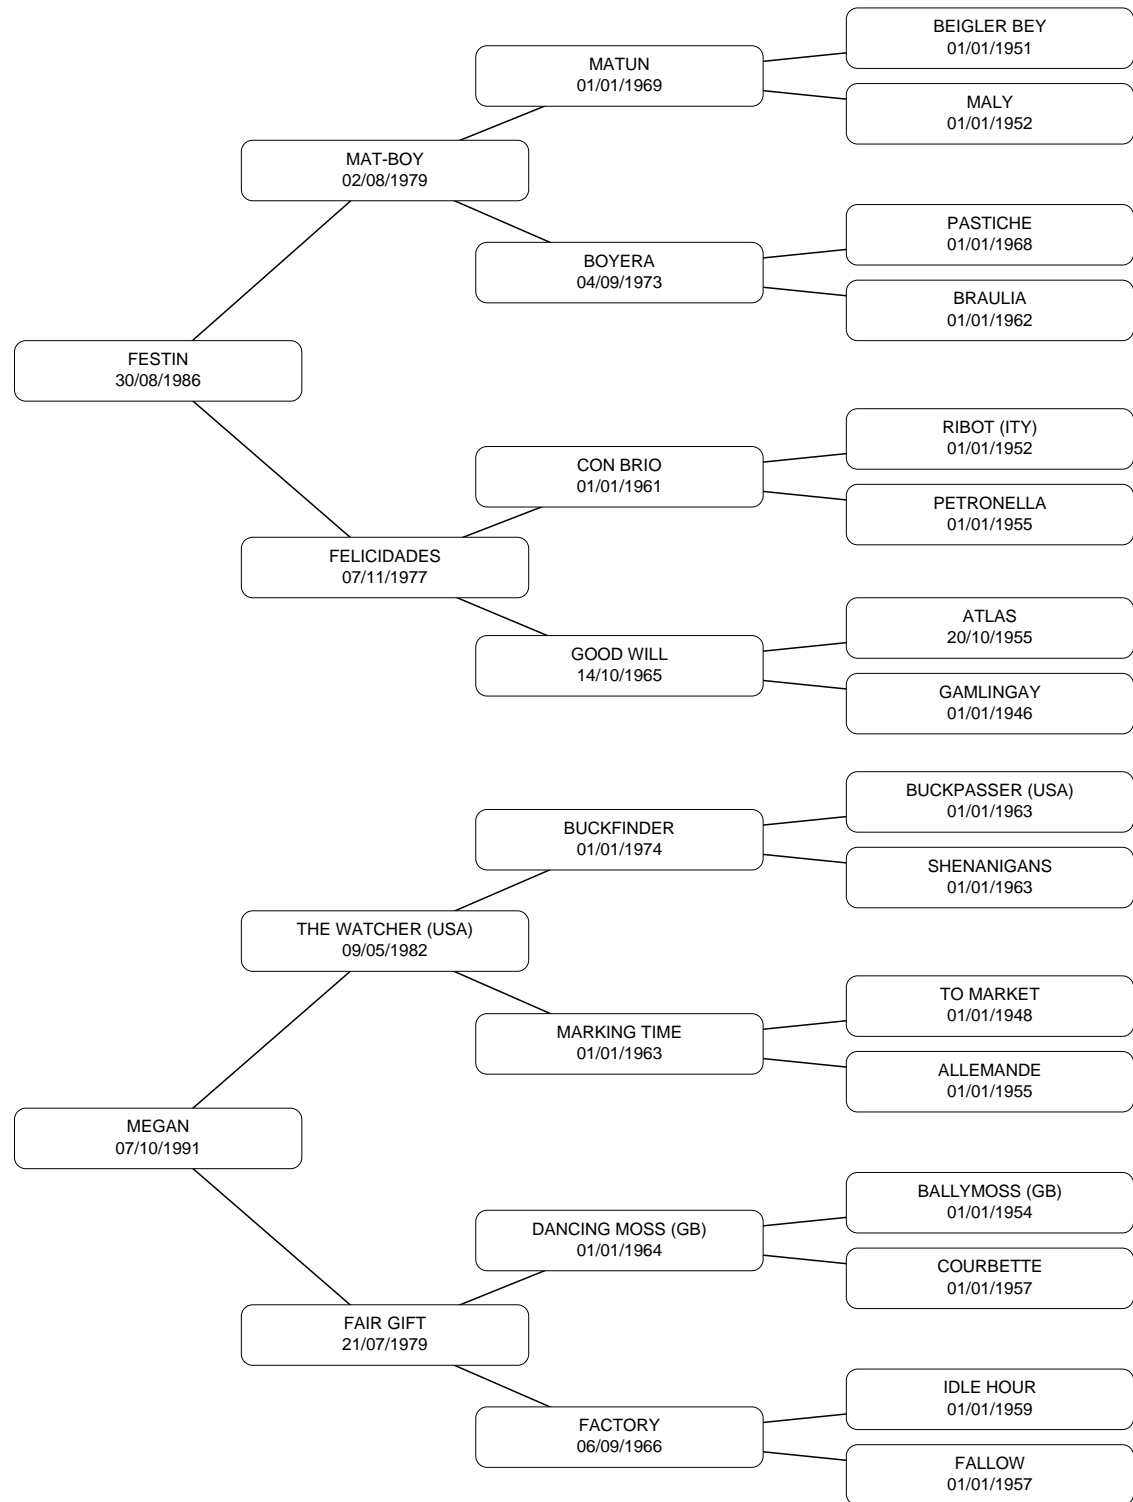 BEIGLER BEY
01/01/1951
MATUN
01/01/1969
MALY
01/01/1952
MAT-BOY
02/08/1979
PASTICHE
01/01/1968
BOYERA
04/09/1973
BRAULIA
01/01/1962
FESTIN
30/08/1986
RIBOT (ITY)
01/01/1952
CON BRIO
01/01/1961
PETRONELLA
01/01/1955
FELICIDADES
07/11/1977
ATLAS
20/10/1955
GOOD WILL
14/10/1965
GAMLINGAY
01/01/1946
BUCKPASSER (USA)
01/01/1963
BUCKFINDER
01/01/1974
SHENANIGANS
01/01/1963
THE WATCHER (USA)
09/05/1982
TO MARKET
01/01/1948
MARKING TIME
01/01/1963
ALLEMANDE
01/01/1955
MEGAN
07/10/1991
BALLYMOSS (GB)
01/01/1954
DANCING MOSS (GB)
01/01/1964
COURBETTE
01/01/1957
FAIR GIFT
21/07/1979
IDLE HOUR
01/01/1959
FACTORY
06/09/1966
FALLOW
01/01/1957